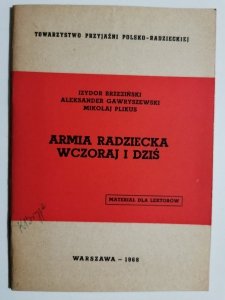 TOWARZYSTWO PRZYJAŹNI POLSKO-RADZIECKIEJ
IZYDOR BRZEZIŃSKI
ALEKSANDER GAWRYSZEWSKI
MIKOŁAJ PLIKUS
ARMIA RADZIECKA
WCZORAJ I DZIŚ
MATERIAŁ DLA LEKTORÓW
WARSZAWA – 1968